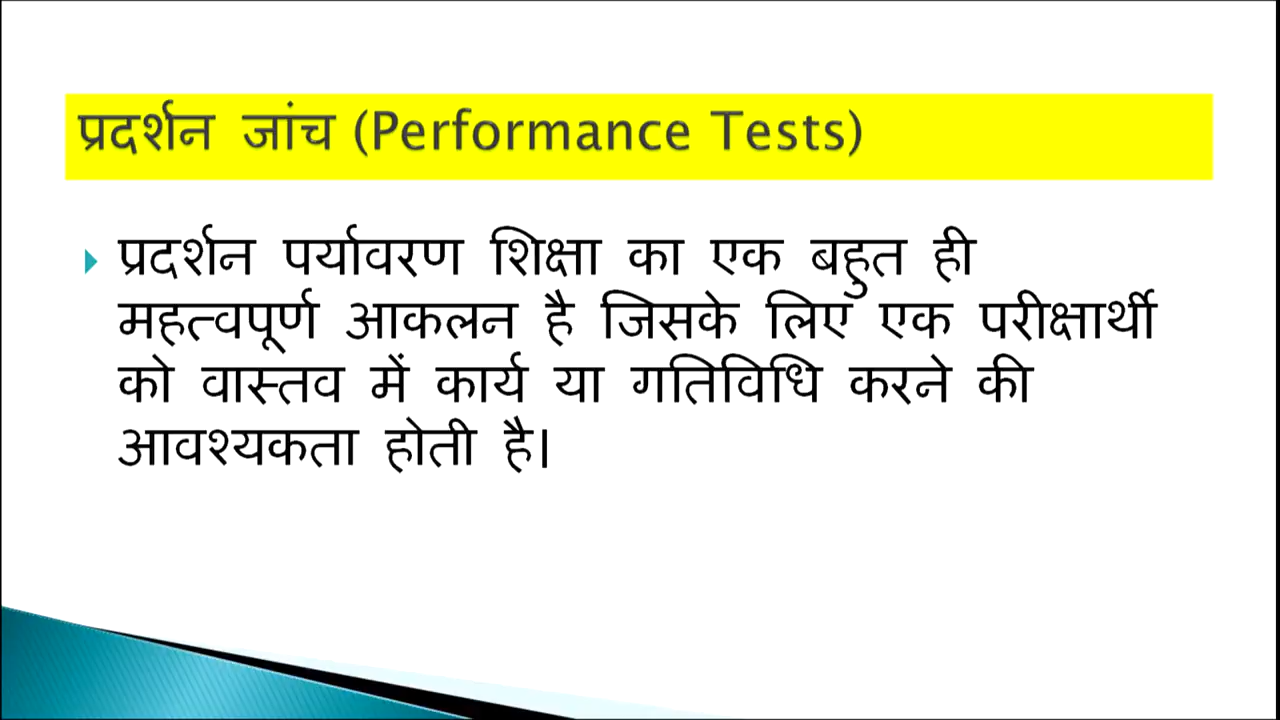 प्रदर्शन जांच (Performance Tests)
प्रदर्शन पर्यावरण शिक्षा का एक बहुत ही
महत्वपूर्ण आकलन है जिसके लिए एक परीक्षार्थी
को वास्तव में कार्य या गतिविधि करने की
आवश्यकता होती है।